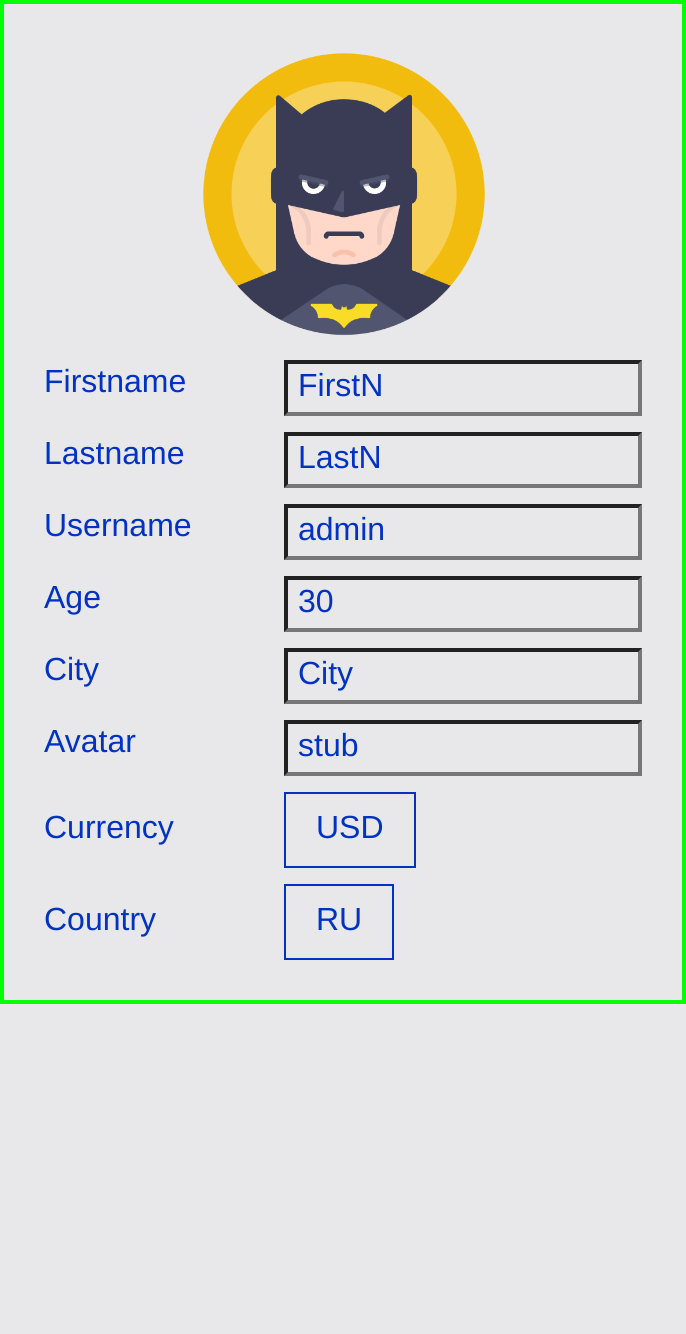 Firstname FirstN
Lastname LastN
Username admin
Age 30
City City
Avatar stub
Currency USD
Country RU